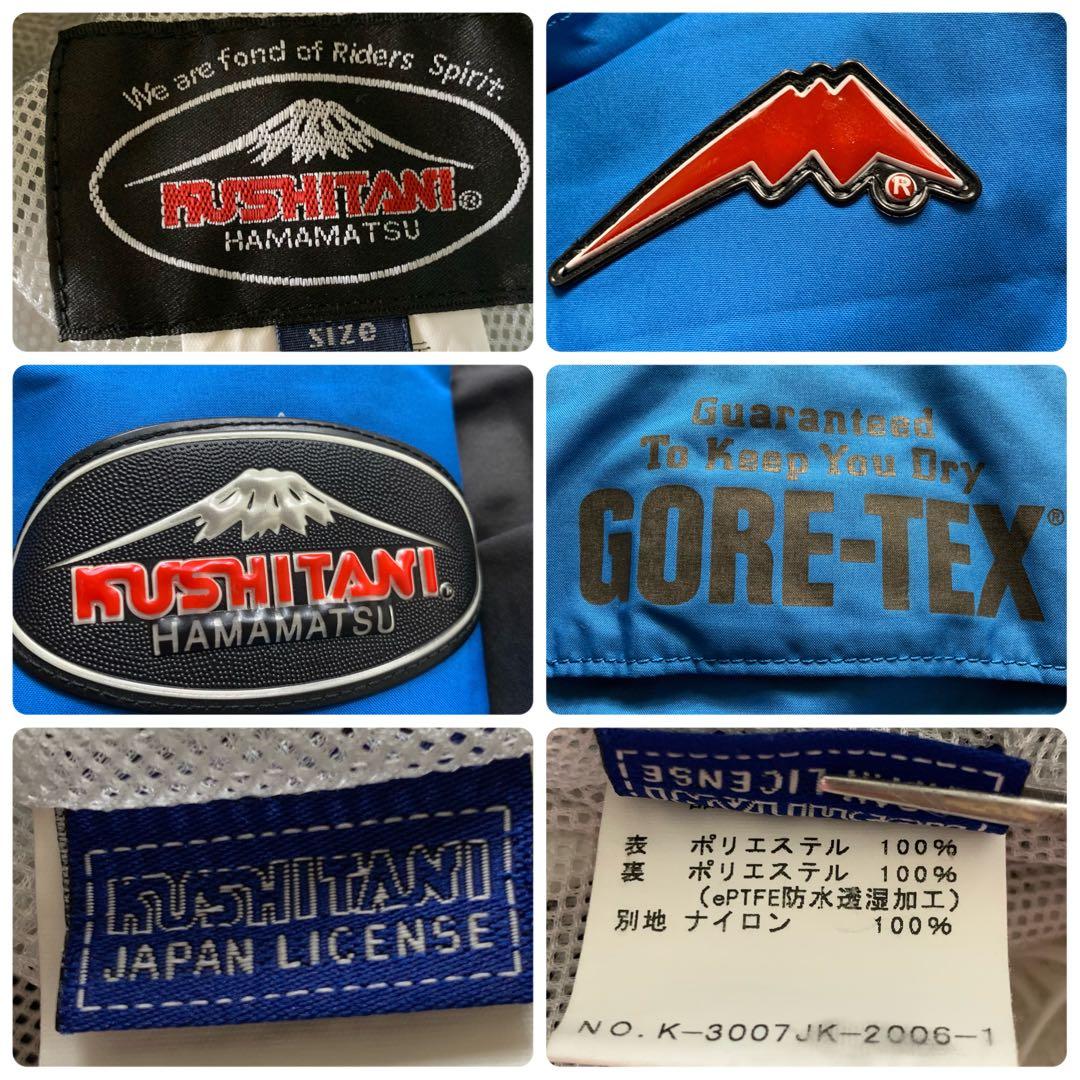 We are fond of Riders Spirit.
KUSHITANI®
HAMAMATSU
SIZE
®
KUSHITANI®
HAMAMATSU
Guaranteed
To Keep You Dry
GORE-TEX®
KUSHITANI
JAPAN LICENSE
JAPAN LICENSE
表 ポリエステル 100%
裏 ポリエステル 100%
(ePTFE防水透湿加工)
別地 ナイロン 100%
NO.K-3007JK-2006-1